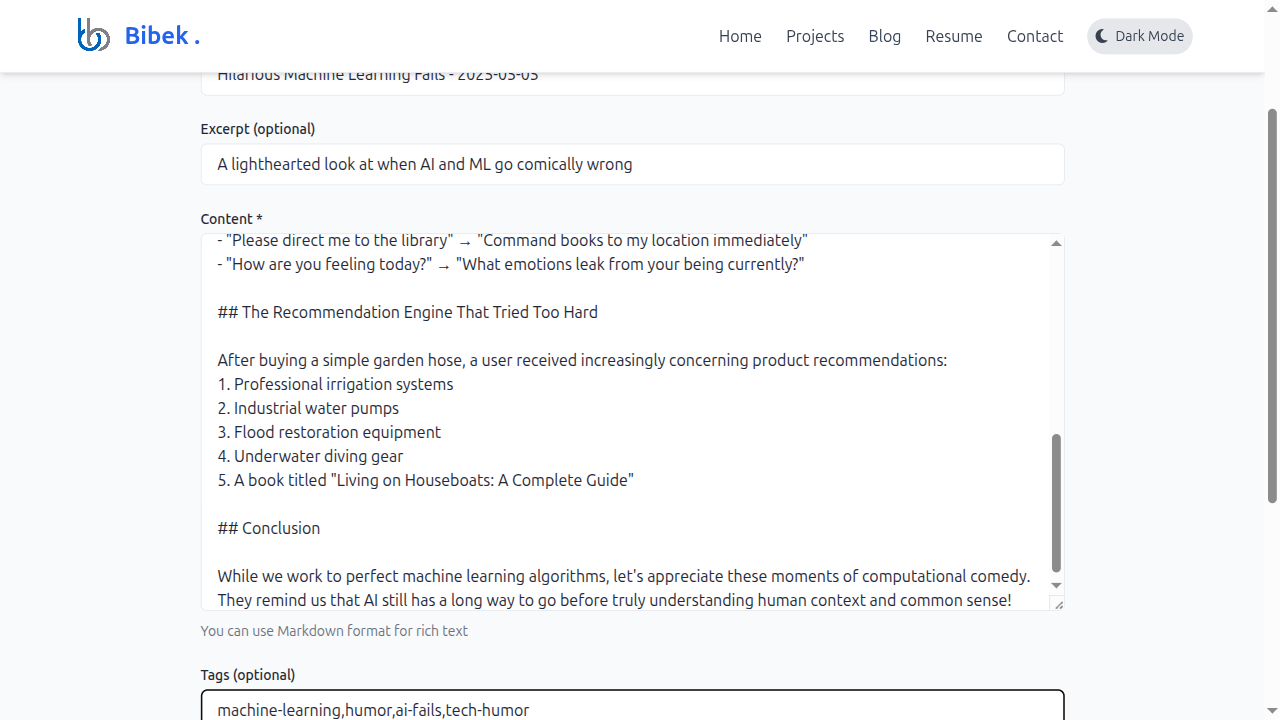 Bibek .
Home
Projects
Blog
Resume
Contact
Dark Mode
Hilarious Machine Learning Fails - 2025-05-05
Excerpt (optional)
A lighthearted look at when AI and ML go comically wrong
Content *
- "Please direct me to the library" → "Command books to my location immediately"
- "How are you feeling today?" → "What emotions leak from your being currently?"
## The Recommendation Engine That Tried Too Hard
After buying a simple garden hose, a user received increasingly concerning product recommendations:
1. Professional irrigation systems
2. Industrial water pumps
3. Flood restoration equipment
4. Underwater diving gear
5. A book titled "Living on Houseboats: A Complete Guide"
## Conclusion
While we work to perfect machine learning algorithms, let's appreciate these moments of computational comedy.
They remind us that AI still has a long way to go before truly understanding human context and common sense!
You can use Markdown format for rich text
Tags (optional)
machine-learning,humor,ai-fails,tech-humor